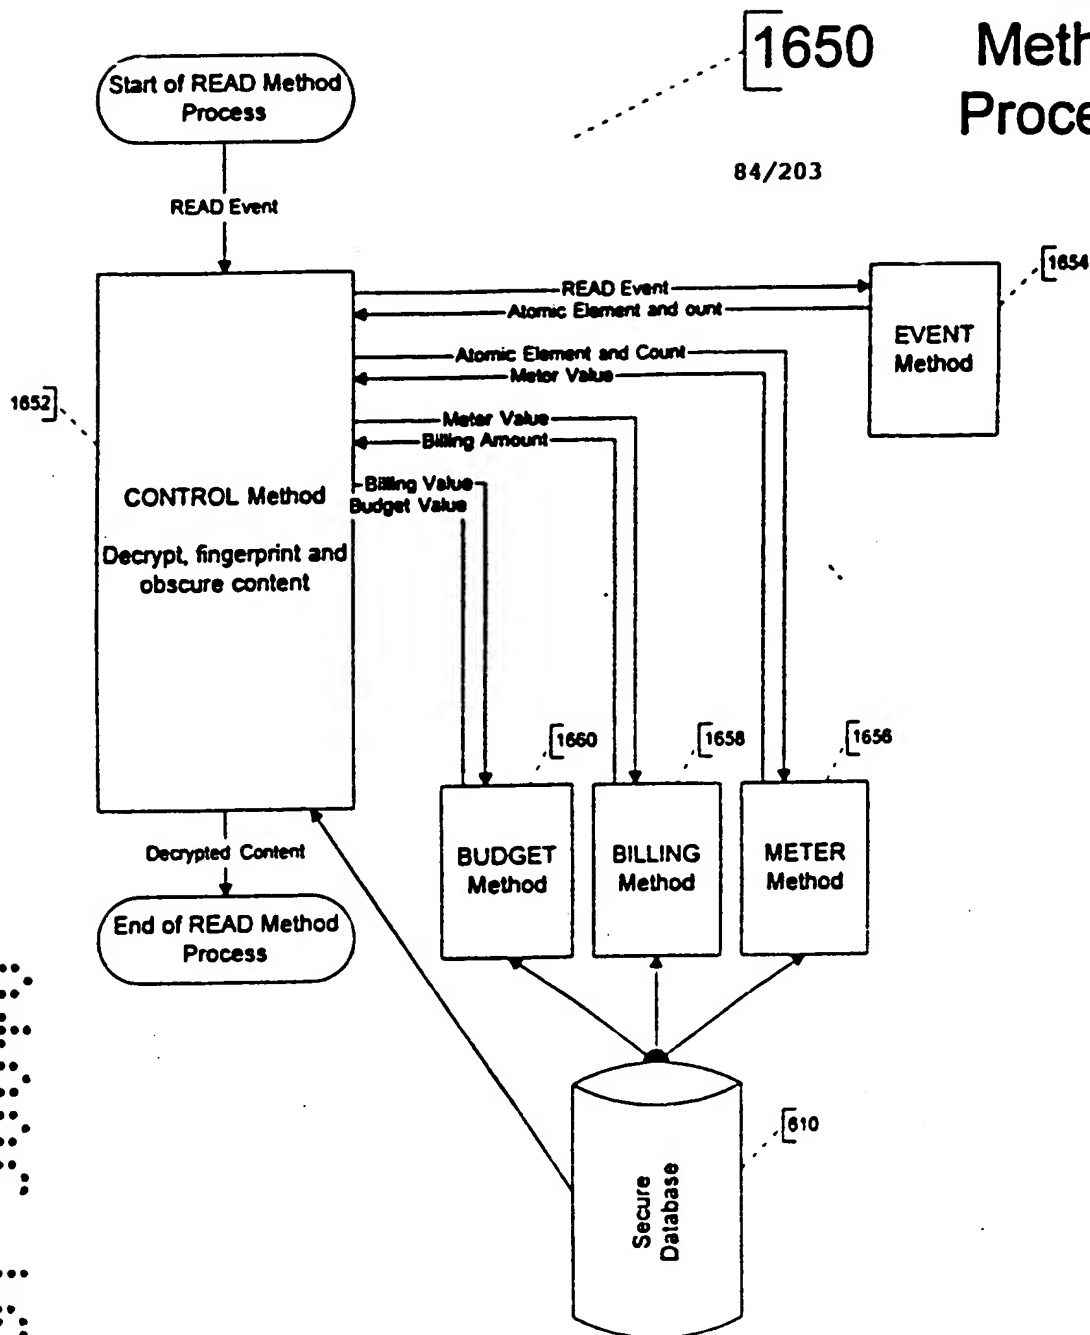 1650 Meth
Proce
84/203
Start of READ Method
Process
READ Event
1654
READ Event
Atomic Element and ount
EVENT
Method
Atomic Element and Count
Meter Value
1652
Meter Value
Billing Amount
Billing Value
Budget Value
CONTROL Method
Decrypt, fingerprint and
obscure content
1660
1658
1656
BUDGET
Method
BILLING
Method
METER
Method
Decrypted Content
End of READ Method
Process
610
Secure
Database